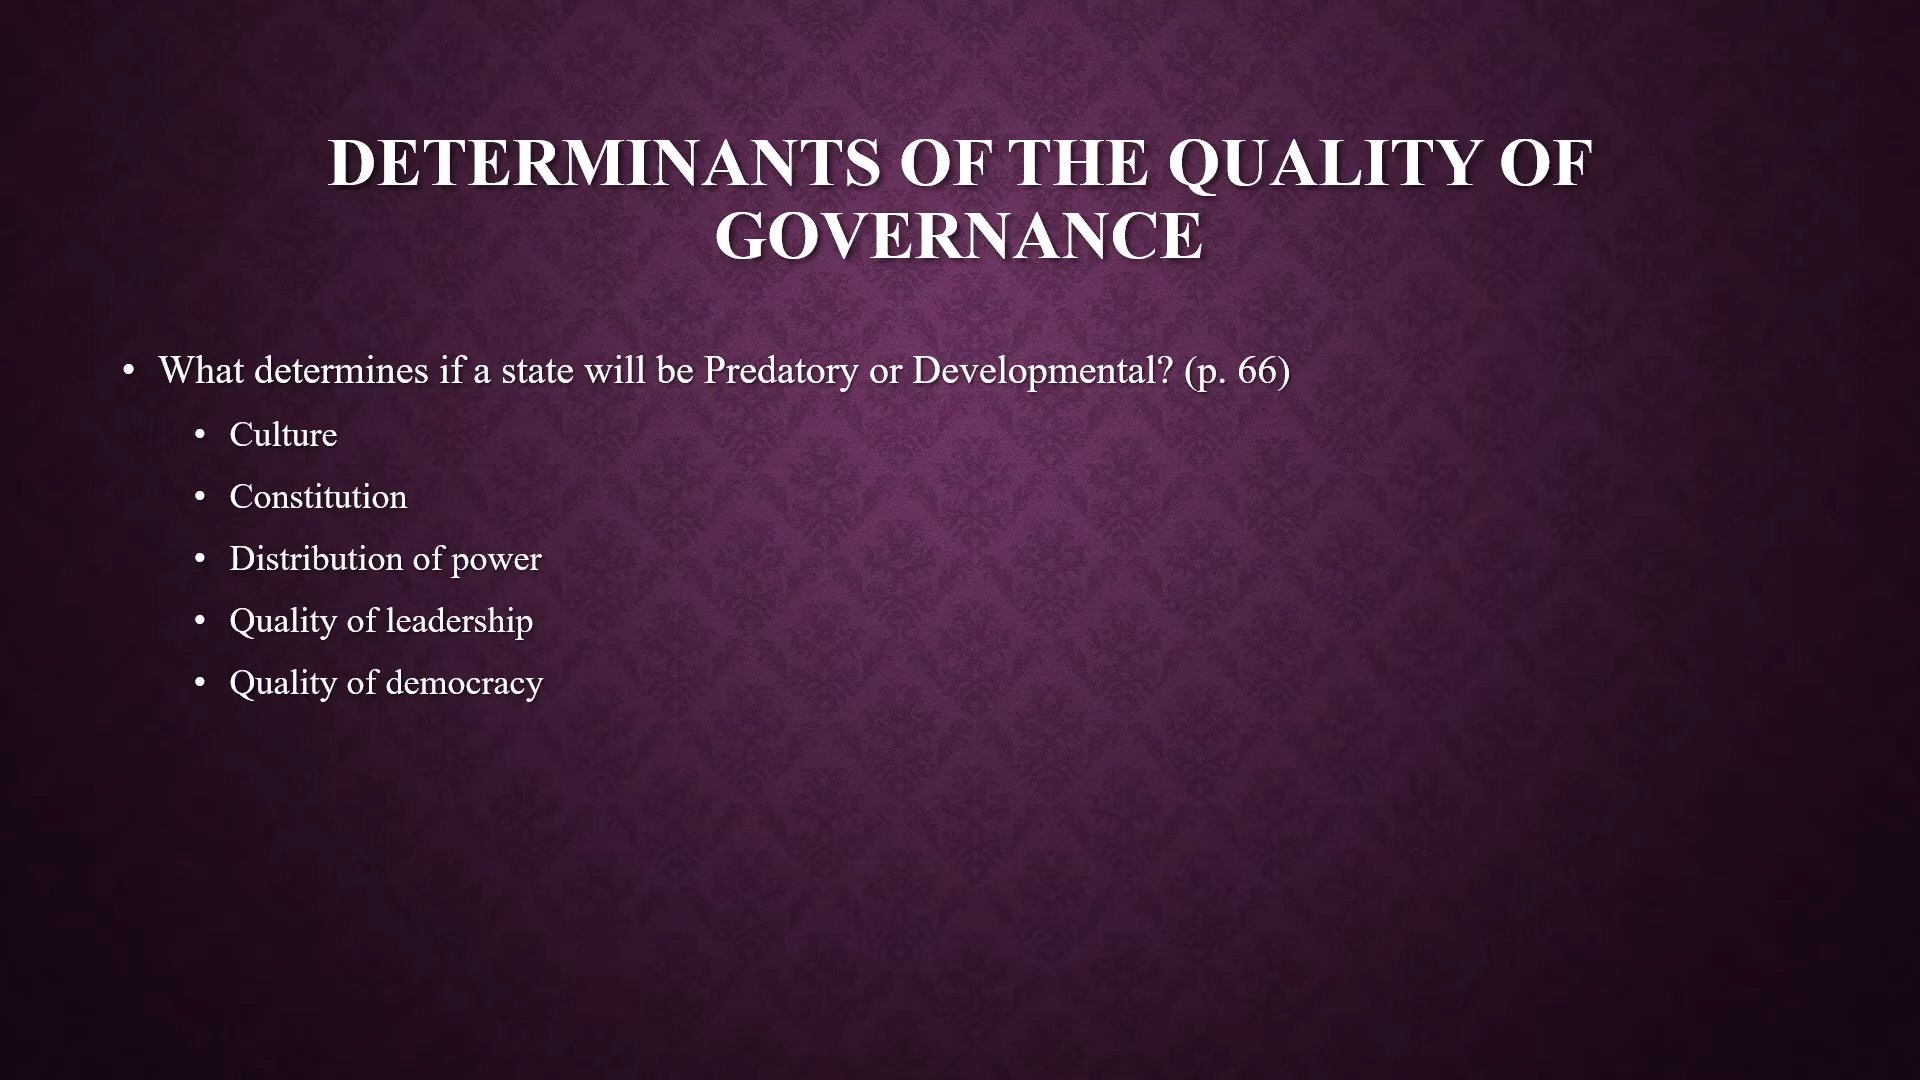 DETERMINANTS OF THE QUALITY OF
GOVERNANCE
• What determines if a state will be Predatory or Developmental? (p. 66)
• Culture
• Constitution
• Distribution of power
• Quality of leadership
• Quality of democracy